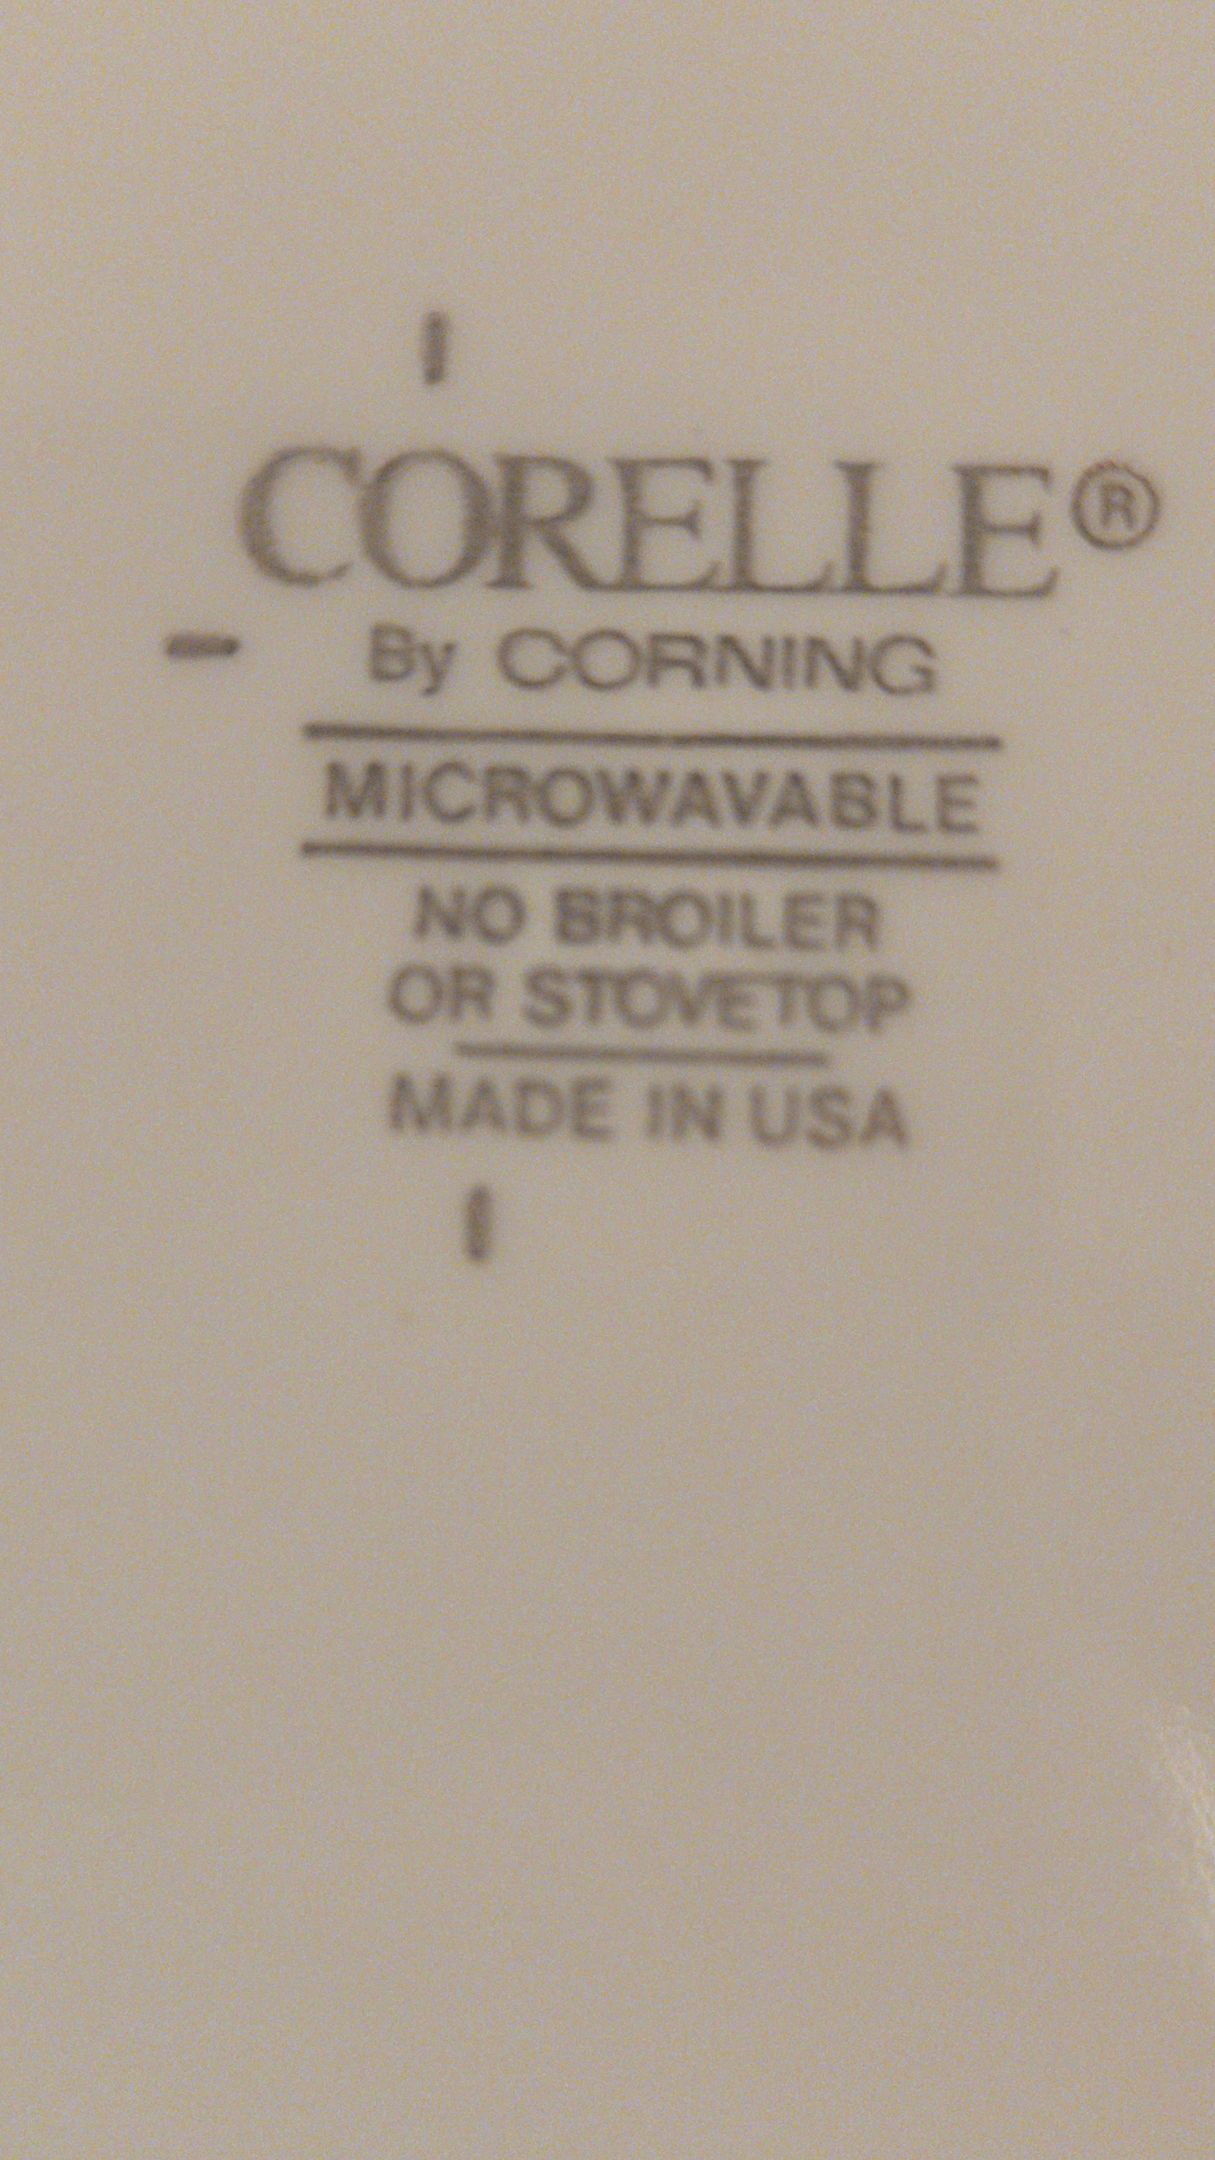 CORELLE®
By CORNING
MICROWAVABLE
NO BROILER
OR STOVETOP
MADE IN USA